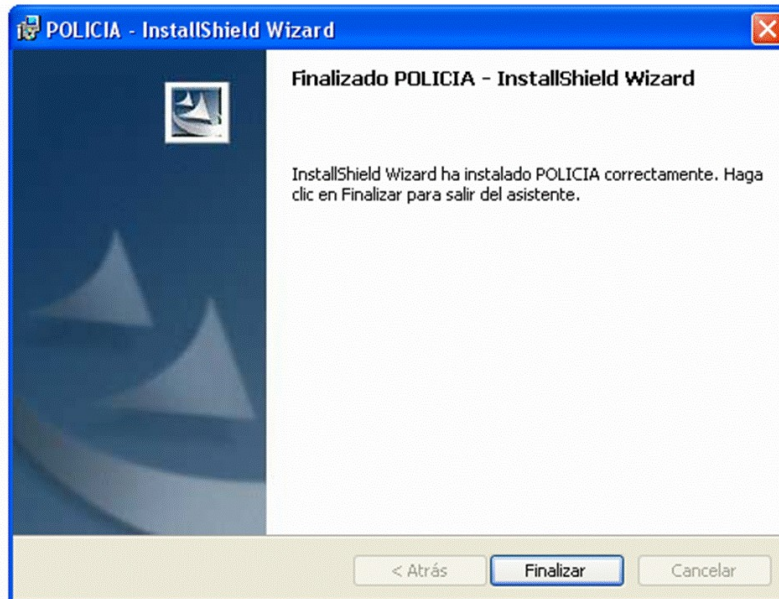 POLICIA - InstallShield Wizard
Finalizado POLICIA - InstallShield Wizard
InstallShield Wizard ha instalado POLICIA correctamente. Haga
clic en Finalizar para salir del asistente.
< Atrás
Finalizar
Cancelar